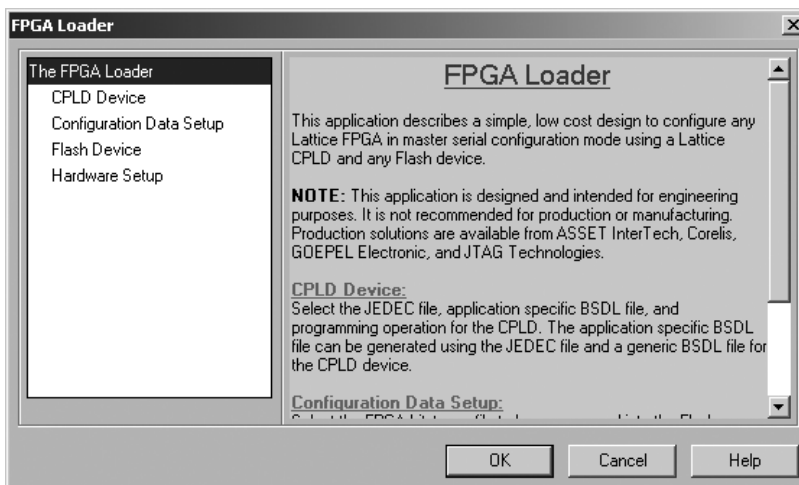 FPGA Loader
The FPGA Loader
CPLD Device
Configuration Data Setup
Flash Device
Hardware Setup
FPGA Loader
This application describes a simple, low cost design to configure any
Lattice FPGA in master serial configuration mode using a Lattice
CPLD and any Flash device.
NOTE: This application is designed and intended for engineering
purposes. It is not recommended for production or manufacturing.
Production solutions are available from ASSET InterTech, Corelis,
GOEPEL Electronic, and JTAG Technologies.
CPLD Device:
Select the JEDEC file, application specific BSDL file, and
programming operation for the CPLD. The application specific BSDL
file can be generated using the JEDEC file and a generic BSDL file for
the CPLD device.
Configuration Data Setup:
OK
Cancel
Help